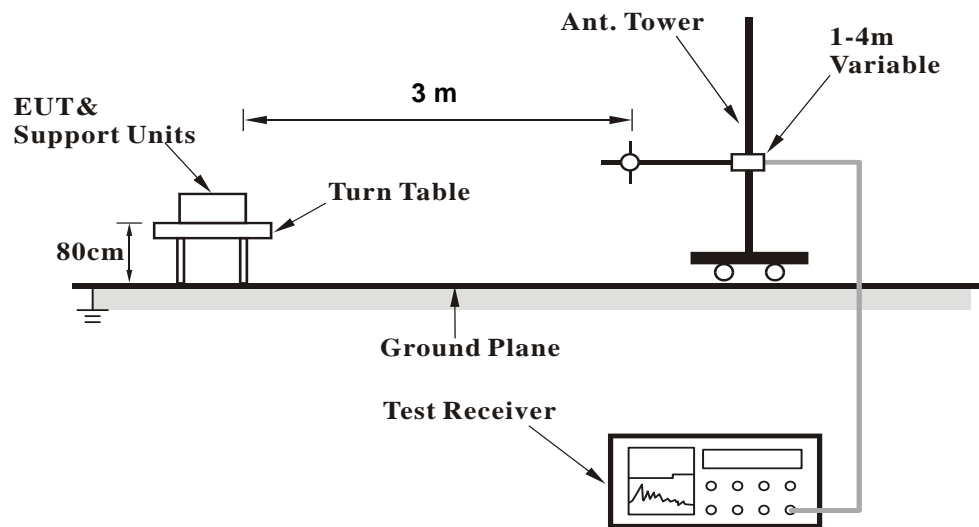 Ant. Tower
1-4m
Variable
3 m
EUT&
Support Units
Turn Table
80cm
Ground Plane
Test Receiver